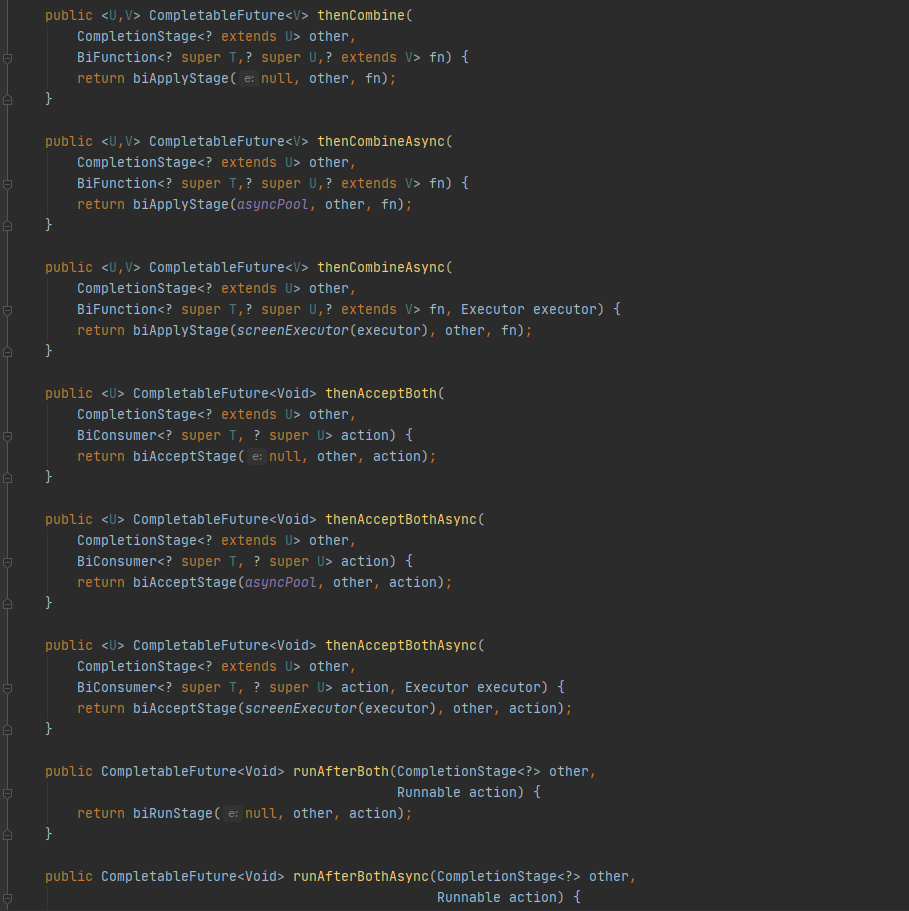 public <U,V> CompletableFuture<V> thenCombine(
    CompletionStage<? extends U> other,
    BiFunction<? super T,? super U,? extends V> fn) {
    return biApplyStage( e: null, other, fn);
}

public <U,V> CompletableFuture<V> thenCombineAsync(
    CompletionStage<? extends U> other,
    BiFunction<? super T,? super U,? extends V> fn) {
    return biApplyStage(asyncPool, other, fn);
}

public <U,V> CompletableFuture<V> thenCombineAsync(
    CompletionStage<? extends U> other,
    BiFunction<? super T,? super U,? extends V> fn, Executor executor) {
    return biApplyStage(screenExecutor(executor), other, fn);
}

public <U> CompletableFuture<Void> thenAcceptBoth(
    CompletionStage<? extends U> other,
    BiConsumer<? super T, ? super U> action) {
    return biAcceptStage( e: null, other, action);
}

public <U> CompletableFuture<Void> thenAcceptBothAsync(
    CompletionStage<? extends U> other,
    BiConsumer<? super T, ? super U> action) {
    return biAcceptStage(asyncPool, other, action);
}

public <U> CompletableFuture<Void> thenAcceptBothAsync(
    CompletionStage<? extends U> other,
    BiConsumer<? super T, ? super U> action, Executor executor) {
    return biAcceptStage(screenExecutor(executor), other, action);
}

public CompletableFuture<Void> runAfterBoth(CompletionStage<?> other,
                                            Runnable action) {
    return biRunStage( e: null, other, action);
}

public CompletableFuture<Void> runAfterBothAsync(CompletionStage<?> other,
                                                 Runnable action) {